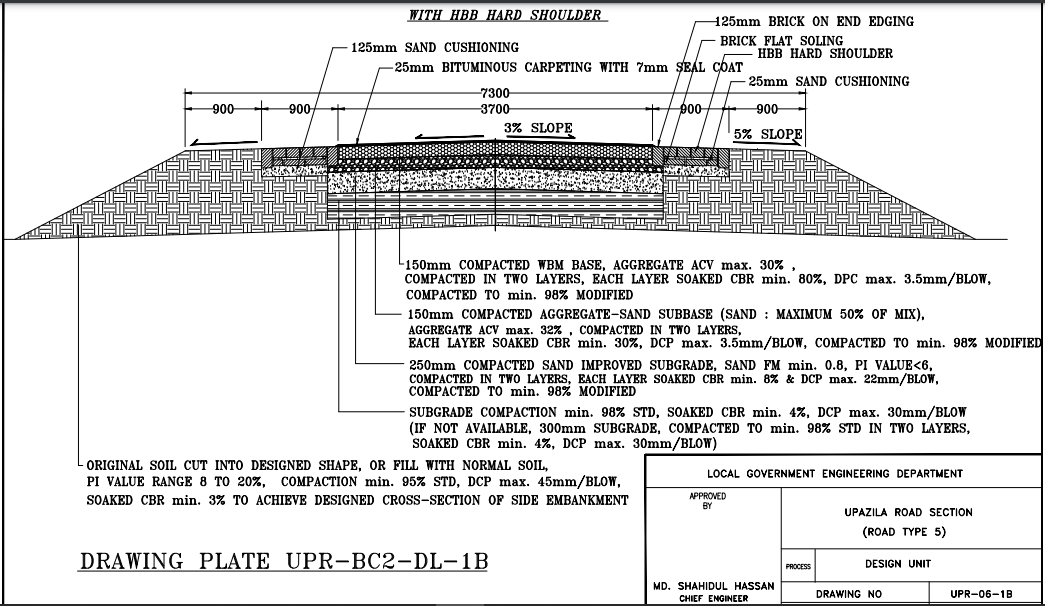 WITH HBB HARD SHOULDER
125mm BRICK ON END EDGING
BRICK FLAT SOLING
HBB HARD SHOULDER
125mm SAND CUSHIONING
25mm BITUMINOUS CARPETING WITH 7mm SEAL COAT
25mm SAND CUSHIONING
7300
900 900 3700 900 900
3% SLOPE
5% SLOPE
150mm COMPACTED WBM BASE, AGGREGATE ACV max. 30% ,
COMPACTED IN TWO LAYERS, EACH LAYER SOAKED CBR min. 80%, DPC max. 3.5mm/BLOW,
COMPACTED TO min. 98% MODIFIED
150mm COMPACTED AGGREGATE-SAND SUBBASE (SAND : MAXIMUM 50% OF MIX),
AGGREGATE ACV max. 32% , COMPACTED IN TWO LAYERS,
EACH LAYER SOAKED CBR min. 30%, DCP max. 3.5mm/BLOW, COMPACTED TO min. 98% MODIFIED
250mm COMPACTED SAND IMPROVED SUBGRADE, SAND FM min. 0.8, PI VALUE<6,
COMPACTED IN TWO LAYERS, EACH LAYER SOAKED CBR min. 8% & DCP max. 22mm/BLOW,
COMPACTED TO min. 98% MODIFIED
SUBGRADE COMPACTION min. 98% STD, SOAKED CBR min. 4%, DCP max. 30mm/BLOW
(IF NOT AVAILABLE, 300mm SUBGRADE, COMPACTED TO min. 98% STD IN TWO LAYERS,
SOAKED CBR min. 4%, DCP max. 30mm/BLOW)
ORIGINAL SOIL CUT INTO DESIGNED SHAPE, OR FILL WITH NORMAL SOIL,
PI VALUE RANGE 8 TO 20%, COMPACTION min. 95% STD, DCP max. 45mm/BLOW,
SOAKED CBR min. 3% TO ACHIEVE DESIGNED CROSS-SECTION OF SIDE EMBANKMENT
DRAWING PLATE UPR-BC2-DL-1B
LOCAL GOVERNMENT ENGINEERING DEPARTMENT
APPROVED
BY
MD. SHAHIDUL HASSAN
CHIEF ENGINEER
UPAZILA ROAD SECTION
(ROAD TYPE 5)
PROCESS
DESIGN UNIT
DRAWING NO
UPR-06-1B